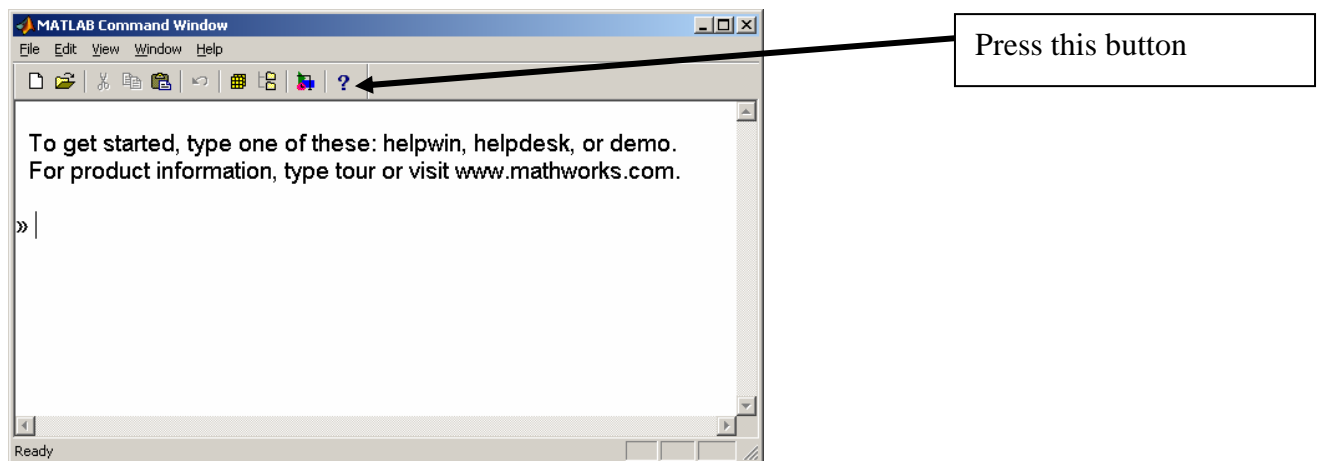 MATLAB Command Window
File Edit View Window Help
?
To get started, type one of these: helpwin, helpdesk, or demo.
For product information, type tour or visit www.mathworks.com.
»
Ready
Press this button